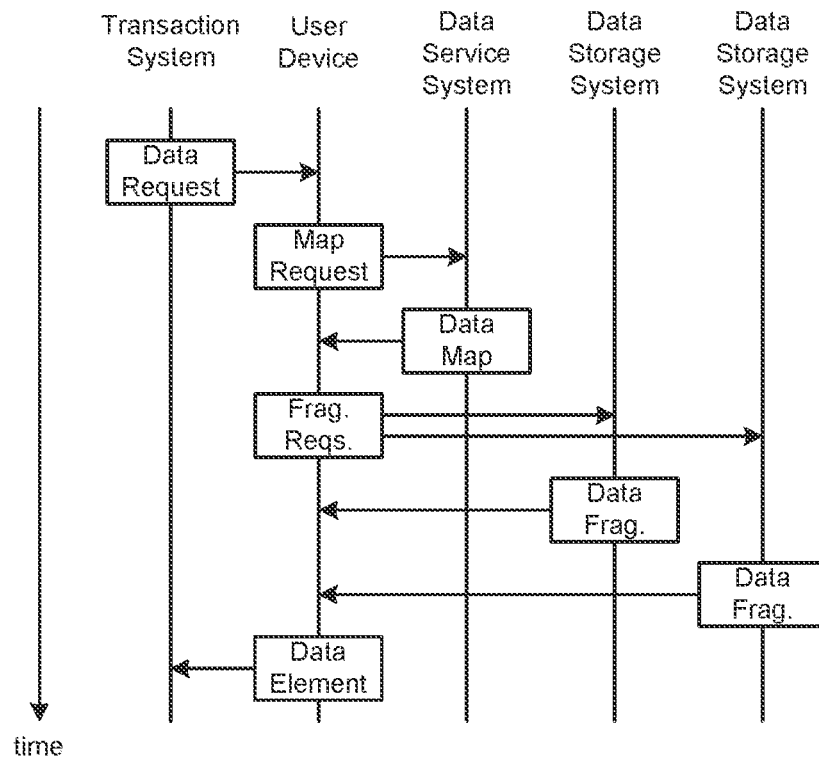 Transaction
System
User
Device
Data
Service
System
Data
Storage
System
Data
Storage
System
Data
Request
Map
Request
Data
Map
Frag.
Reqs.
Data
Frag.
Data
Frag.
Data
Element
time